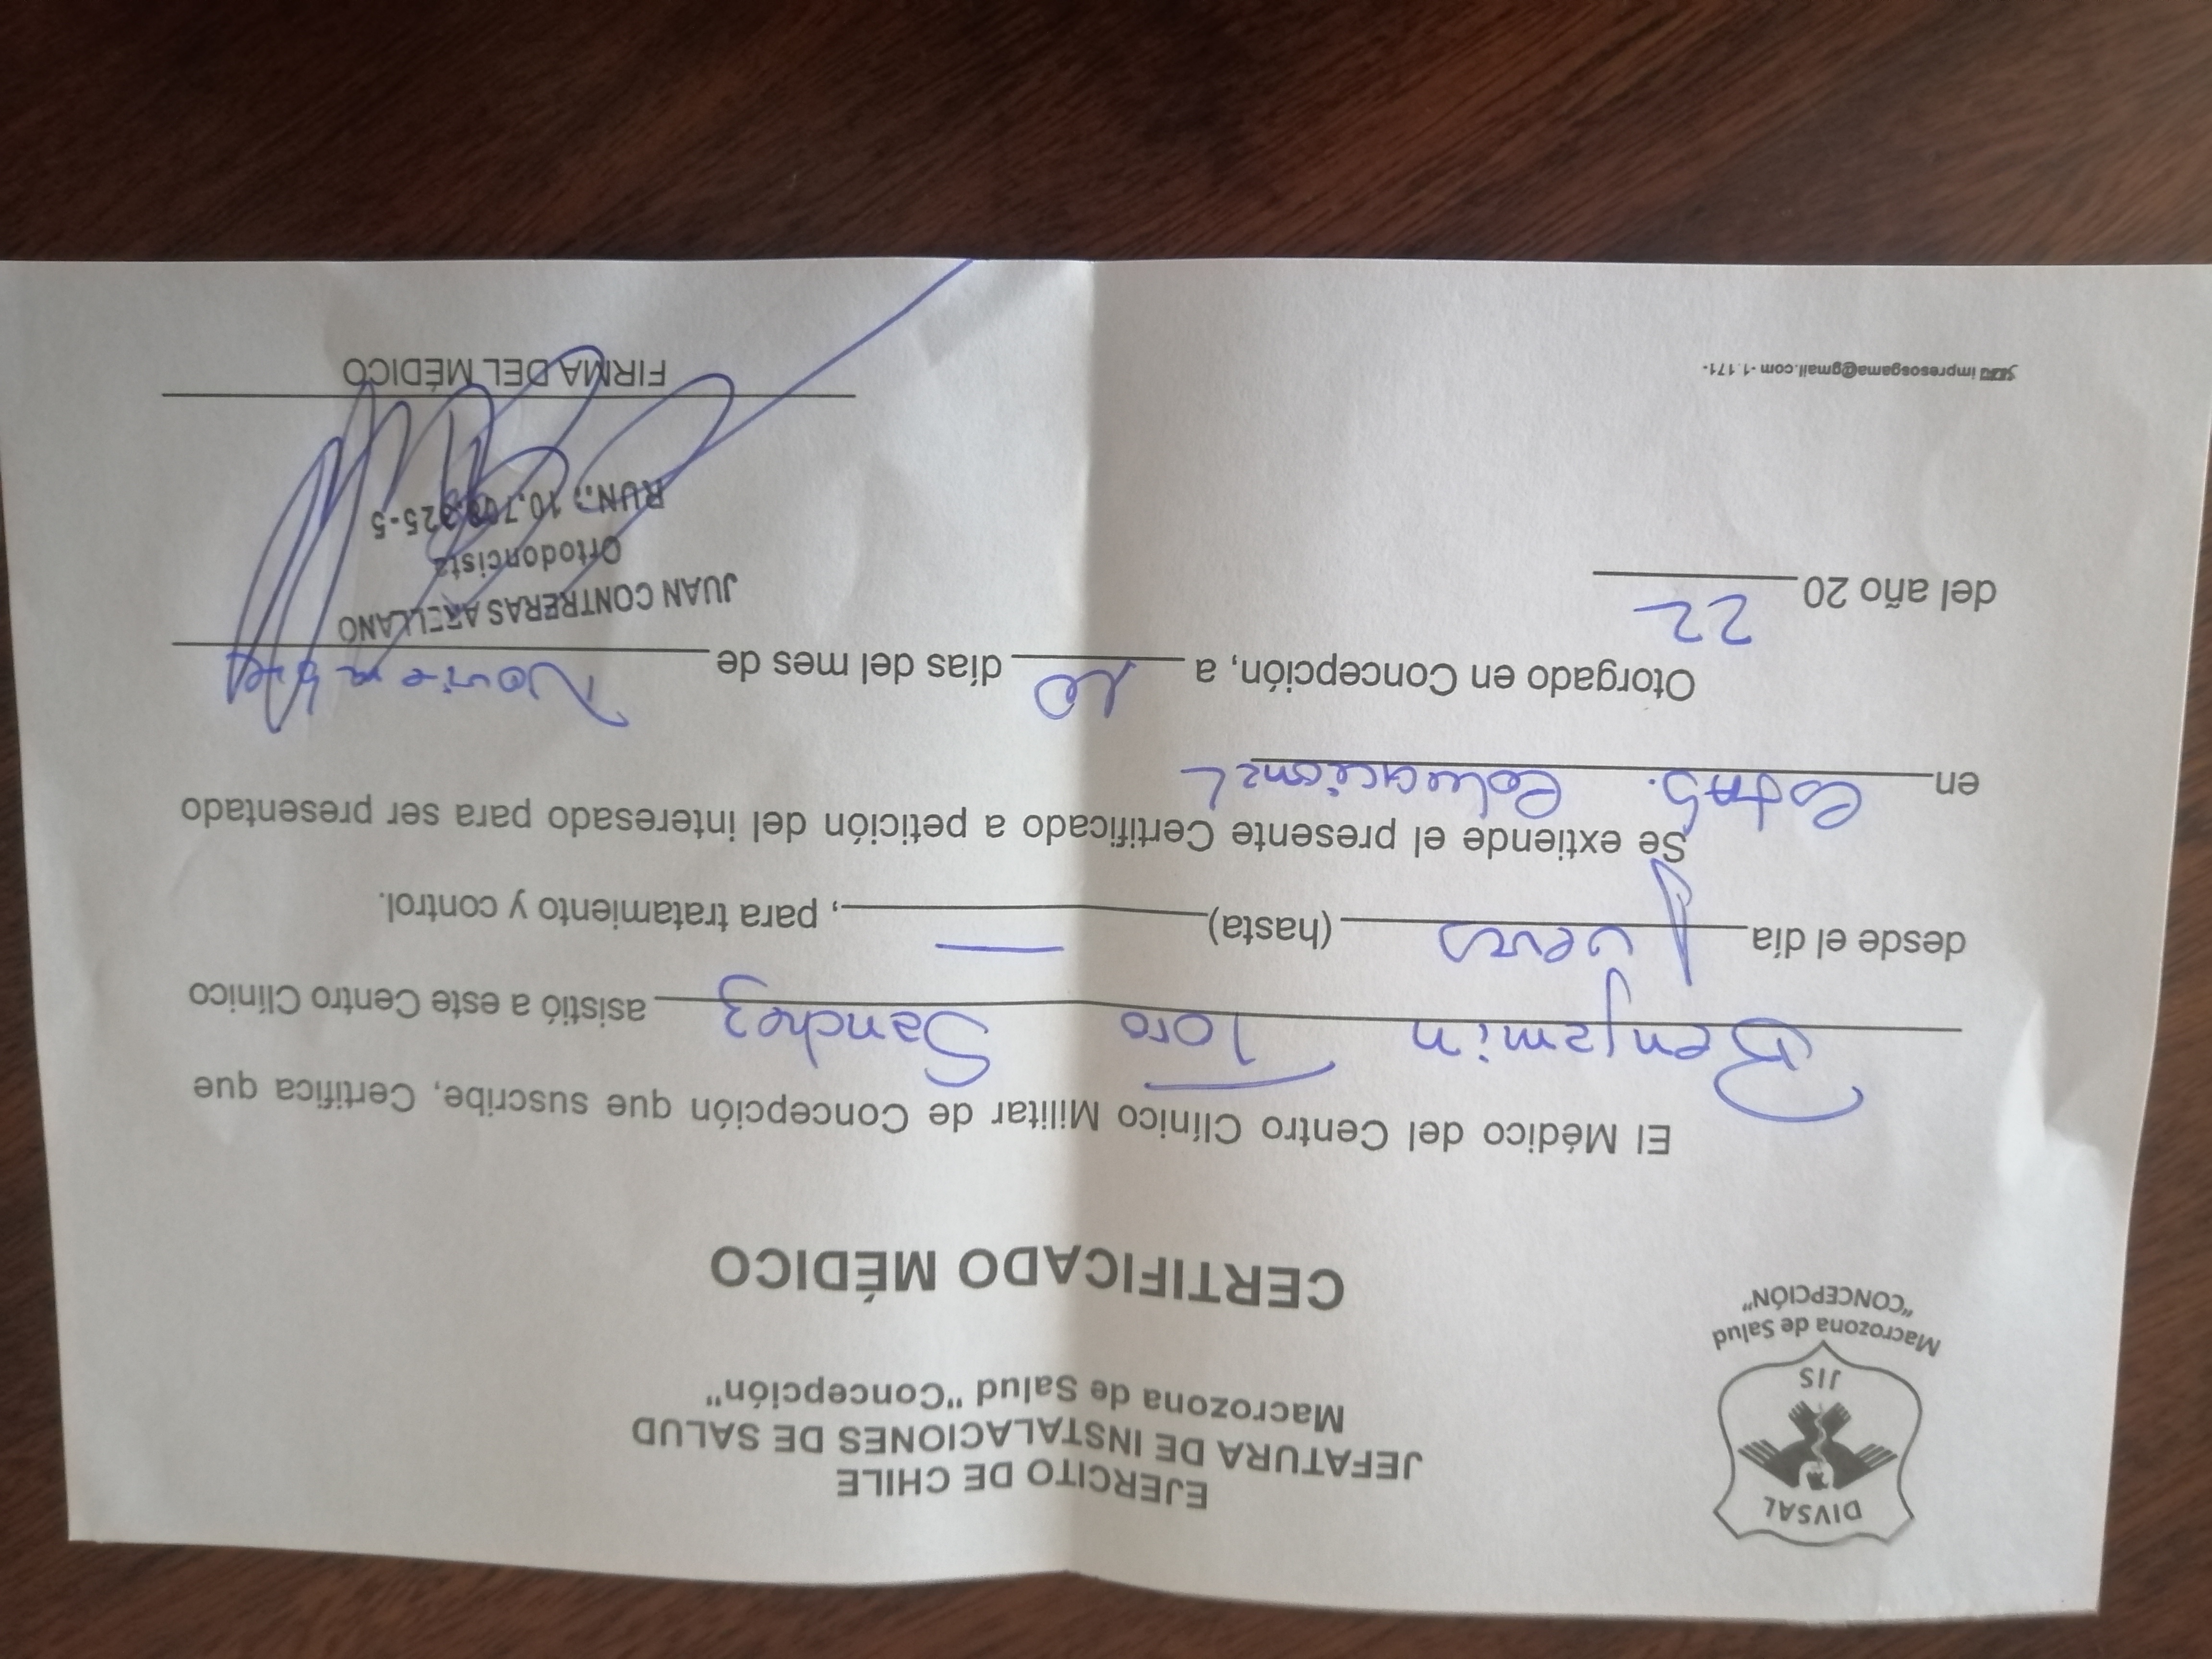 DIVSAL
JIS
Macrozona de Salud
"CONCEPCIÓN"
EJERCITO DE CHILE
JEFATURA DE INSTALACIONES DE SALUD
Macrozona de Salud "Concepción"
CERTIFICADO MÉDICO
El Médico del Centro Clínico Militar de Concepción que suscribe, Certifica que
Benjamin Toro Sanchez asistió a este Centro Clínico
desde el día Jueves (hasta) — , para tratamiento y control.
Se extiende el presente Certificado a petición del interesado para ser presentado
en Estab. Educacional
Otorgado en Concepción, a 10 días del mes de Noviembre
del año 20 22
JUAN CONTRERAS ARELLANO
Ortodoncista
RUN.: 10.708.325-5
FIRMA DEL MÉDICO
impresosgama@gmail.com -1.171-